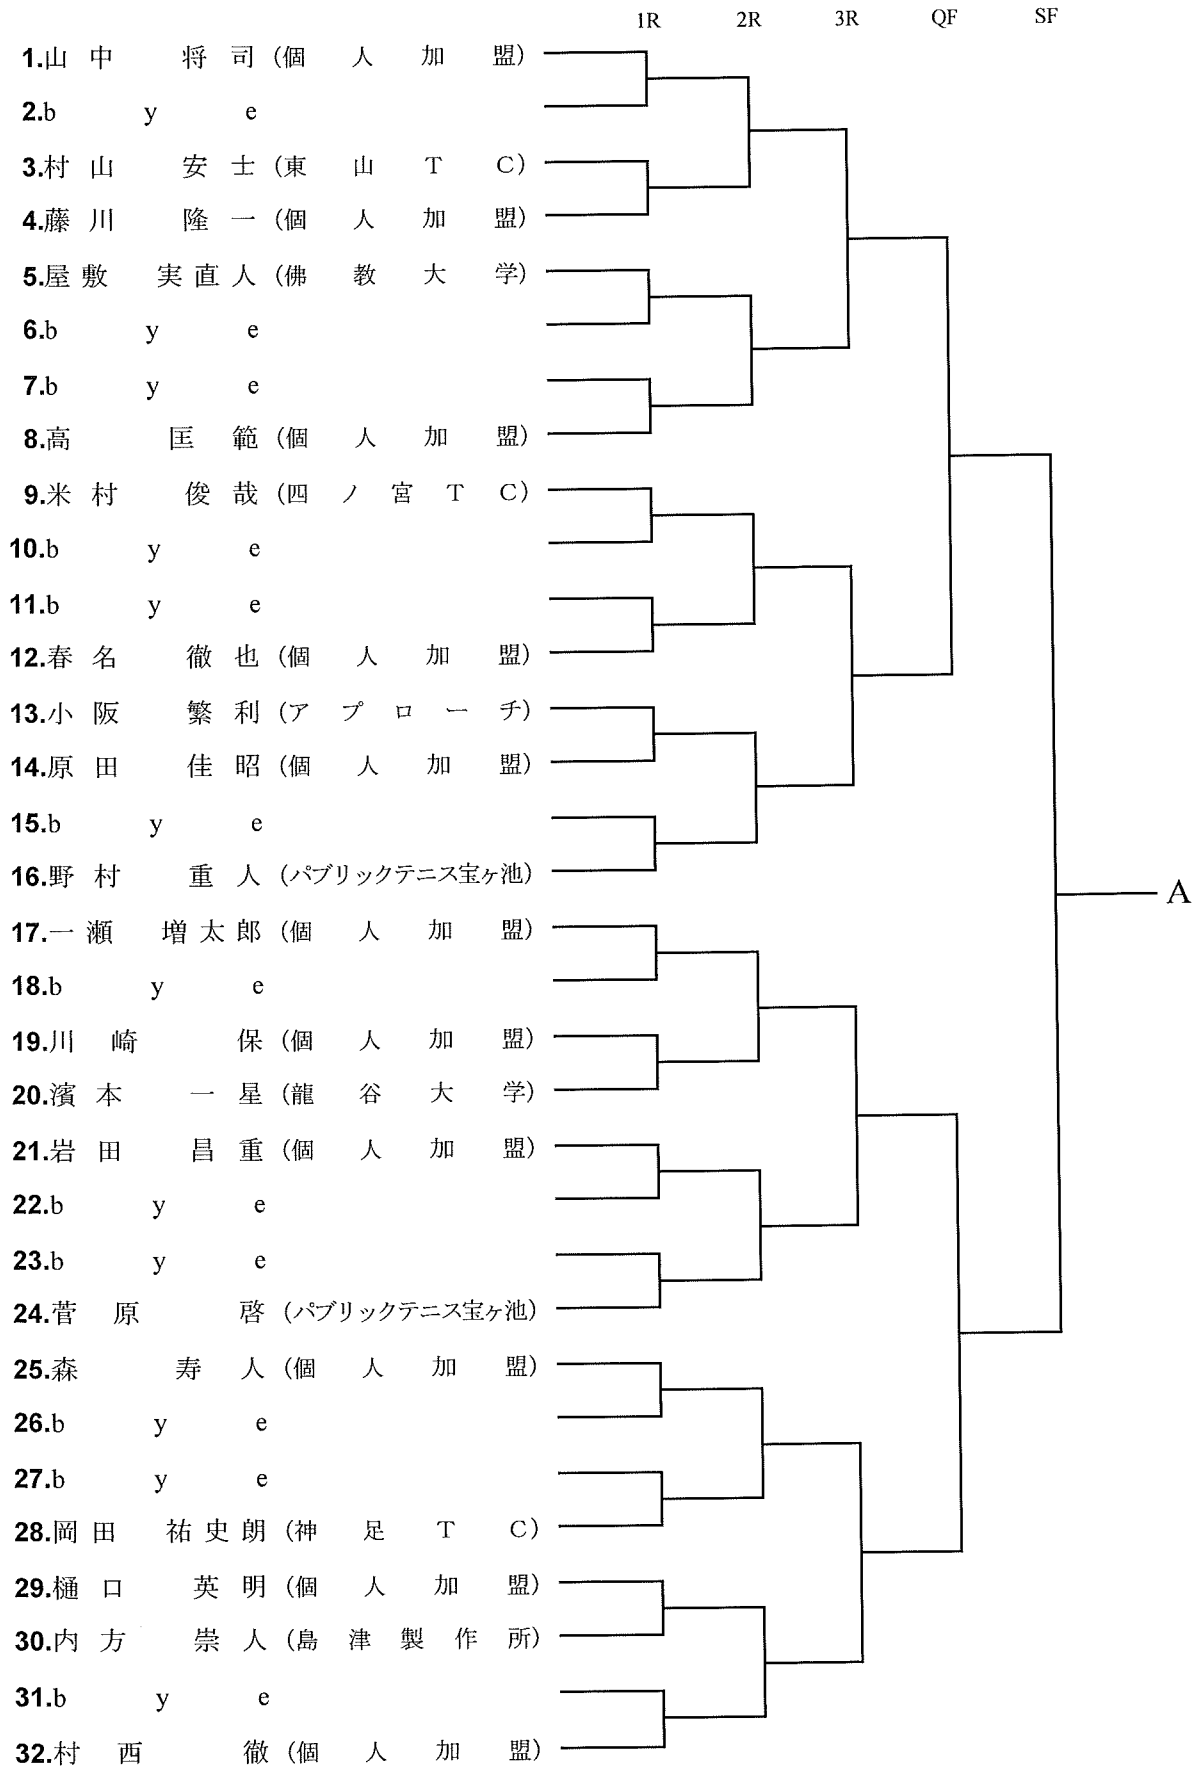 1R 2R 3R QF SF
1.山中 将司 (個人加盟)
2.bye
3.村山 安士 (東山TC)
4.藤川 隆一 (個人加盟)
5.屋敷 実直人 (佛教大学)
6.bye
7.bye
8.高 匡範 (個人加盟)
9.米村 俊哉 (四ノ宮TC)
10.bye
11.bye
12.春名 徹也 (個人加盟)
13.小阪 繁利 (アプローチ)
14.原田 佳昭 (個人加盟)
15.bye
16.野村 重人 (パブリックテニス宝ヶ池)
A
17.一瀬 増太郎 (個人加盟)
18.bye
19.川崎 保 (個人加盟)
20.濱本 一星 (龍谷大学)
21.岩田 昌重 (個人加盟)
22.bye
23.bye
24.菅原 啓 (パブリックテニス宝ヶ池)
25.森 寿人 (個人加盟)
26.bye
27.bye
28.岡田 祐史朗 (神足TC)
29.樋口 英明 (個人加盟)
30.内方 崇人 (島津製作所)
31.bye
32.村西 徹 (個人加盟)